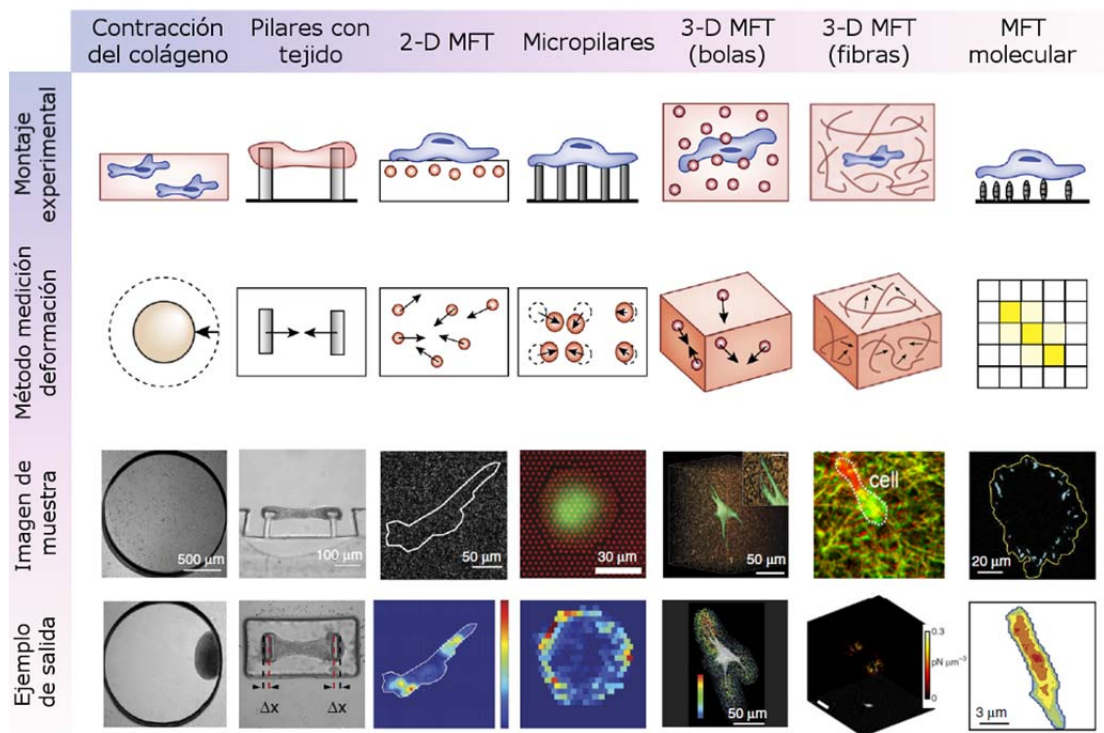 Contracción
del colágeno
Pilares con
tejido
2-D MFT
Micropilares
3-D MFT
(bolas)
3-D MFT
(fibras)
MFT
molecular
Montaje
experimental
Método medición
deformación
Imagen de
muestra
500 μm
100 μm
50 μm
30 μm
50 μm
cell
20 μm
Ejemplo
de salida
Δx
Δx
50 μm
0.3
pN μm⁻³
0
3 μm